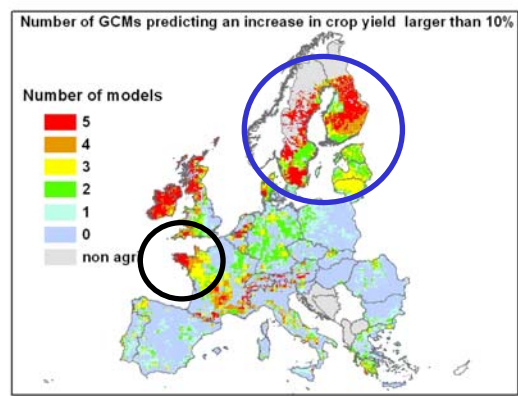 Number of GCMs predicting an increase in crop yield larger than 10%
Number of models
5
4
3
2
1
0
non agr